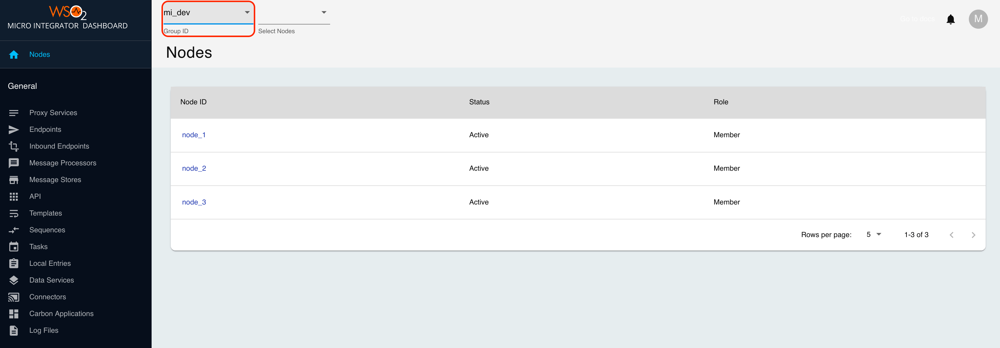 WSO2
MICRO INTEGRATOR DASHBOARD
mi_dev
Group ID
Select Nodes
Go to docs
M
Nodes
Nodes
General
Proxy Services
Endpoints
Inbound Endpoints
Message Processors
Message Stores
API
Templates
Sequences
Tasks
Local Entries
Data Services
Connectors
Carbon Applications
Log Files
Node ID Status Role
node_1 Active Member
node_2 Active Member
node_3 Active Member
Rows per page: 5 1-3 of 3